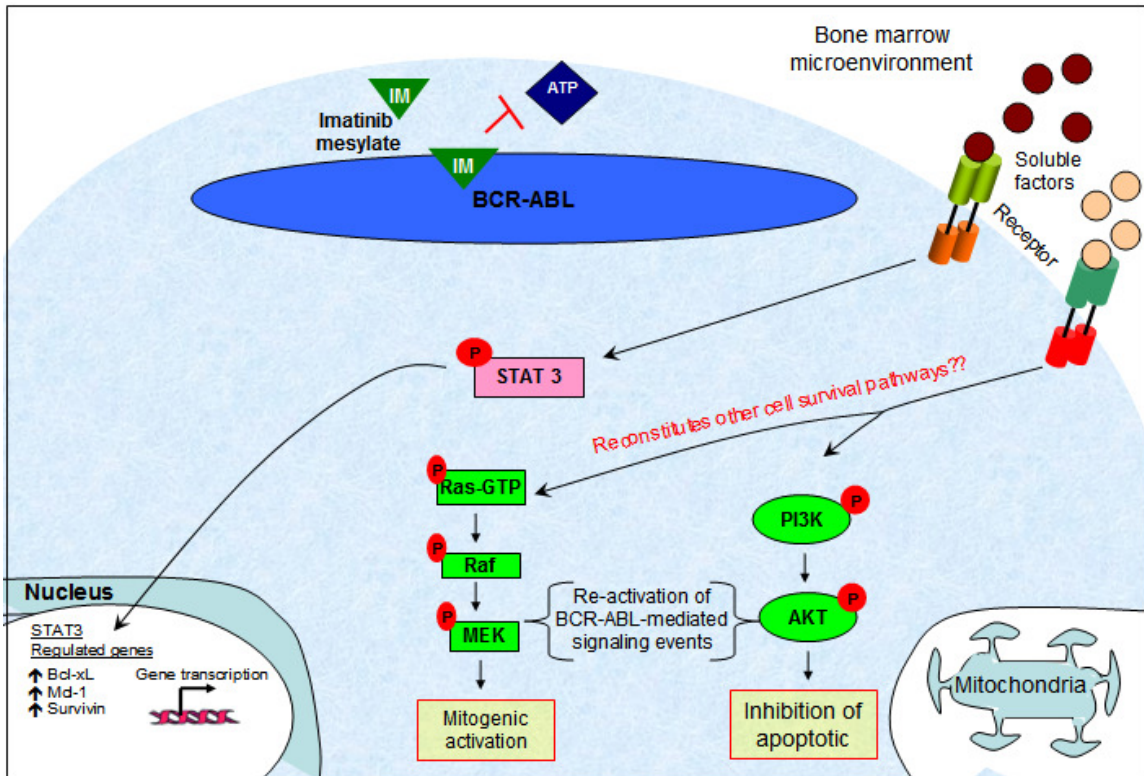 Bone marrow
microenvironment
IM
ATP
Imatinib
mesylate
IM
BCR-ABL
Soluble
factors
Receptor
P
STAT 3
Reconstitutes other cell survival pathways??
P
Ras-GTP
PI3K
P
P
Raf
Nucleus
Re-activation of
BCR-ABL-mediated
signaling events
P
MEK
AKT
P
STAT3
Regulated genes
Bcl-xL
Mcl-1
Survivin
Gene transcription
Mitochondria
Mitogenic
activation
Inhibition of
apoptotic